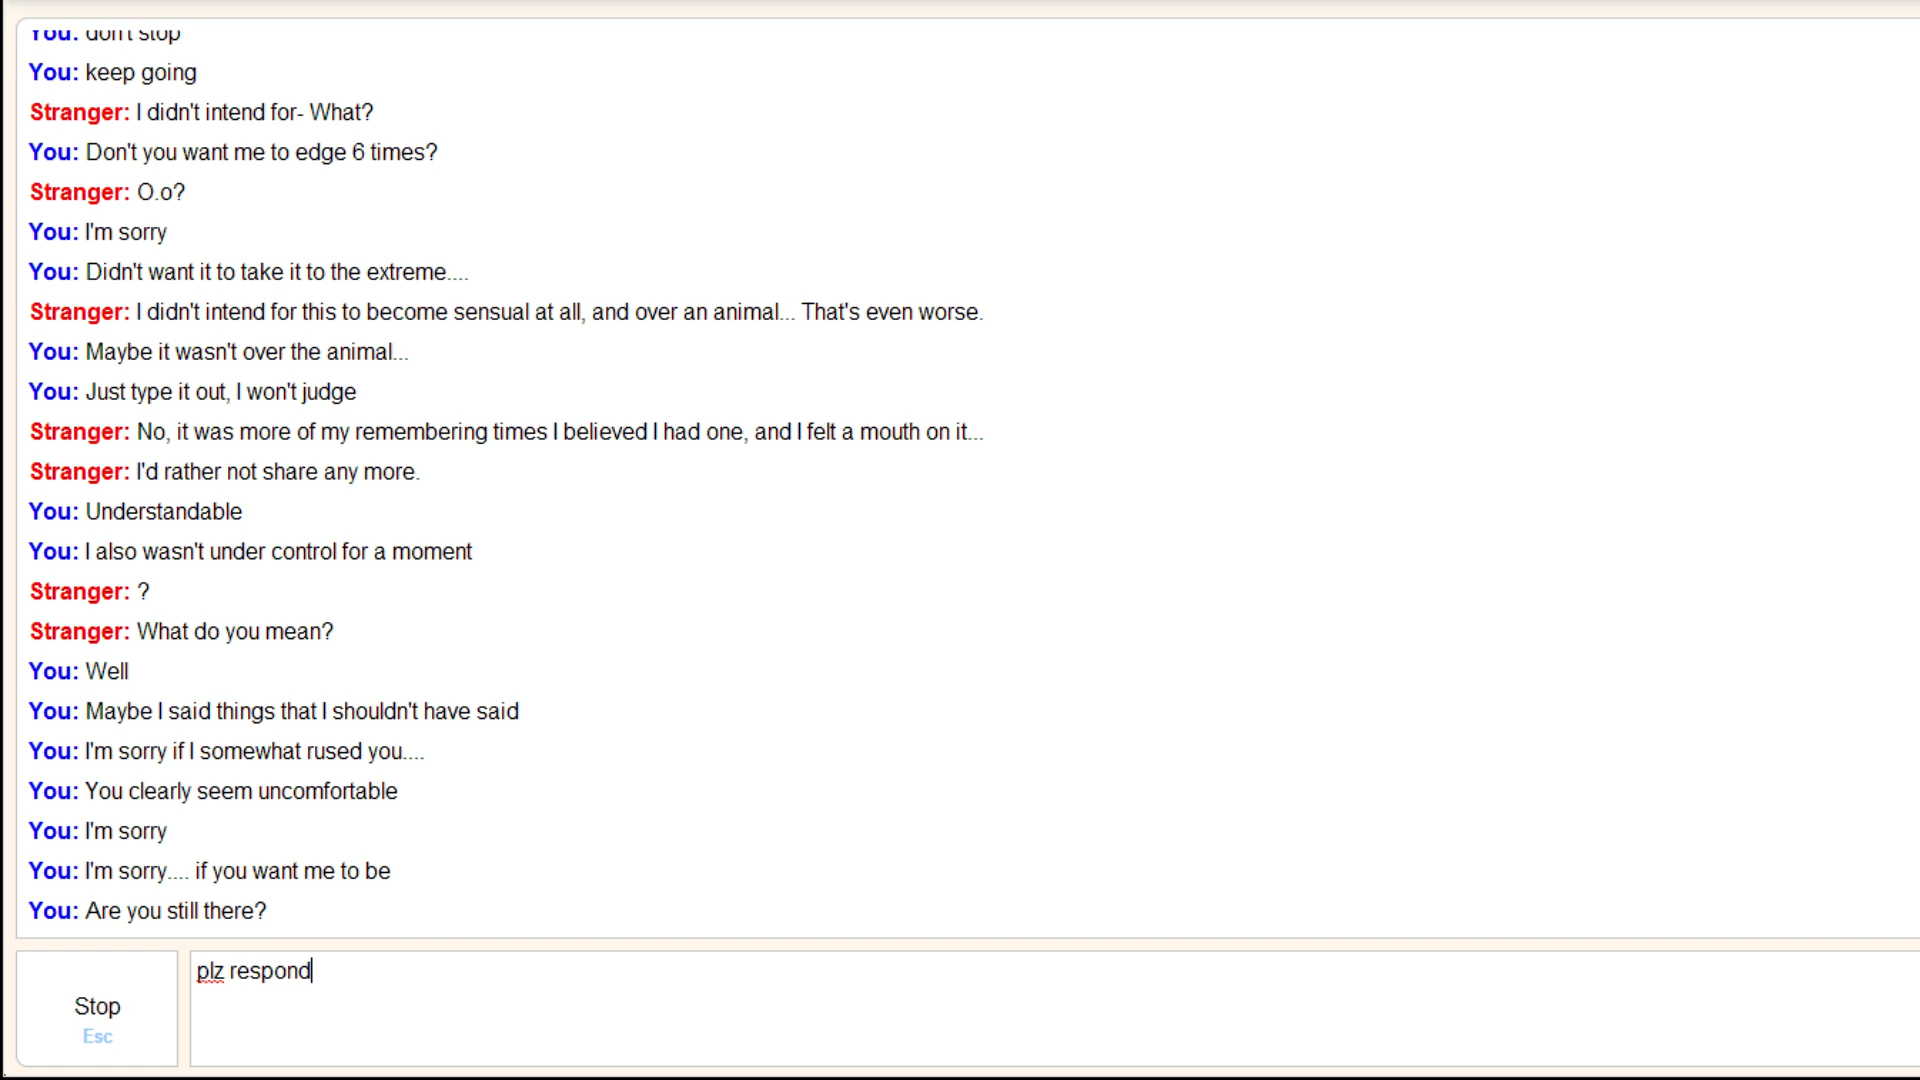 You: don't stop
You: keep going
Stranger: I didn't intend for- What?
You: Don't you want me to edge 6 times?
Stranger: O.o?
You: I'm sorry
You: Didn't want it to take it to the extreme....
Stranger: I didn't intend for this to become sensual at all, and over an animal... That's even worse.
You: Maybe it wasn't over the animal...
You: Just type it out, I won't judge
Stranger: No, it was more of my remembering times I believed I had one, and I felt a mouth on it...
Stranger: I'd rather not share any more.
You: Understandable
You: I also wasn't under control for a moment
Stranger: ?
Stranger: What do you mean?
You: Well
You: Maybe I said things that I shouldn't have said
You: I'm sorry if I somewhat rused you....
You: You clearly seem uncomfortable
You: I'm sorry
You: I'm sorry.... if you want me to be
You: Are you still there?
plz respond
Stop
Esc